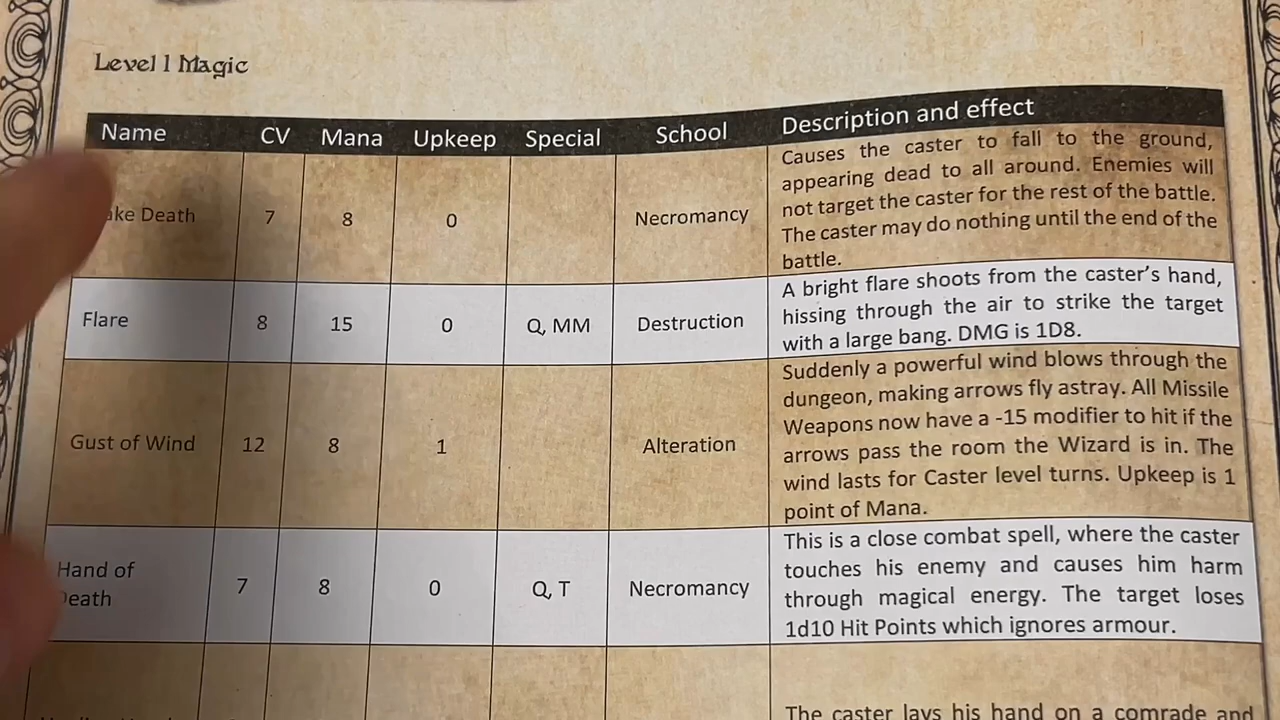 Level 1 Magic
Name CV Mana Upkeep Special School Description and effect
ake Death 7 8 0 Necromancy
Causes the caster to fall to the ground,
appearing dead to all around. Enemies will
not target the caster for the rest of the battle.
The caster may do nothing until the end of the
battle.
Flare 8 15 0 Q, MM Destruction
A bright flare shoots from the caster's hand,
hissing through the air to strike the target
with a large bang. DMG is 1D8.
Gust of Wind 12 8 1 Alteration
Suddenly a powerful wind blows through the
dungeon, making arrows fly astray. All Missile
Weapons now have a -15 modifier to hit if the
arrows pass the room the Wizard is in. The
wind lasts for Caster level turns. Upkeep is 1
point of Mana.
Hand of
Death 7 8 0 Q, T Necromancy
This is a close combat spell, where the caster
touches his enemy and causes him harm
through magical energy. The target loses
1d10 Hit Points which ignores armour.
The caster lays his hand on a comrade and